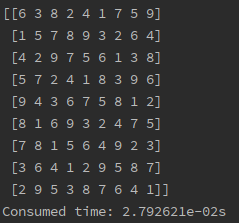 [[6 3 8 2 4 1 7 5 9]
[1 5 7 8 9 3 2 6 4]
[4 2 9 7 5 6 1 3 8]
[5 7 2 4 1 8 3 9 6]
[9 4 3 6 7 5 8 1 2]
[8 1 6 9 3 2 4 7 5]
[7 8 1 5 6 4 9 2 3]
[3 6 4 1 2 9 5 8 7]
[2 9 5 3 8 7 6 4 1]]
Consumed time: 2.792621e-02s